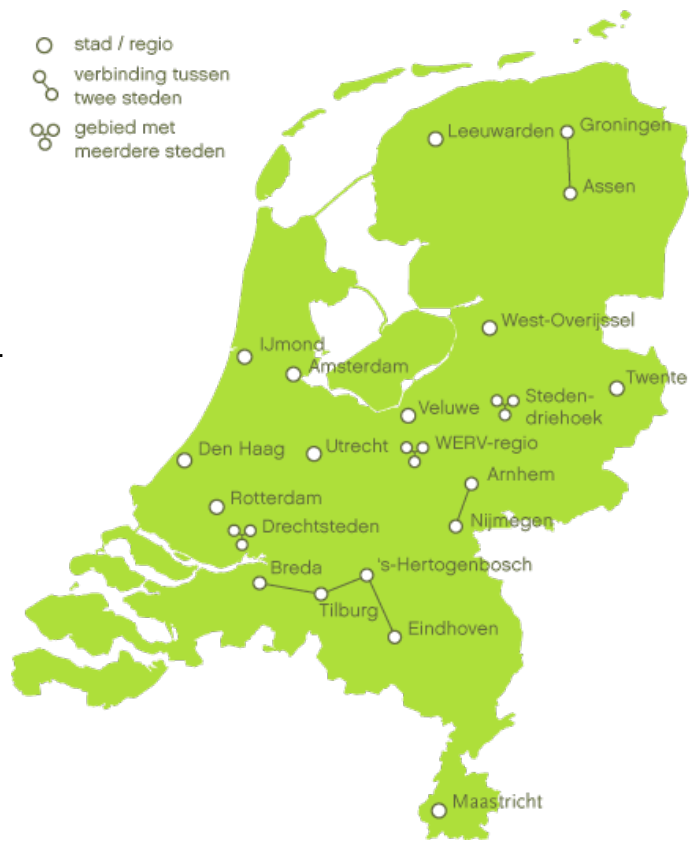 stad / regio
verbinding tussen
twee steden
gebied met
meerdere steden
Leeuwarden
Groningen
Assen
West-Overijssel
IJmond
Amsterdam
Twente
Veluwe
Steden-
driehoek
Den Haag
Utrecht
WERV-regio
Arnhem
Rotterdam
Nijmegen
Drechtsteden
Breda
's-Hertogenbosch
Tilburg
Eindhoven
Maastricht